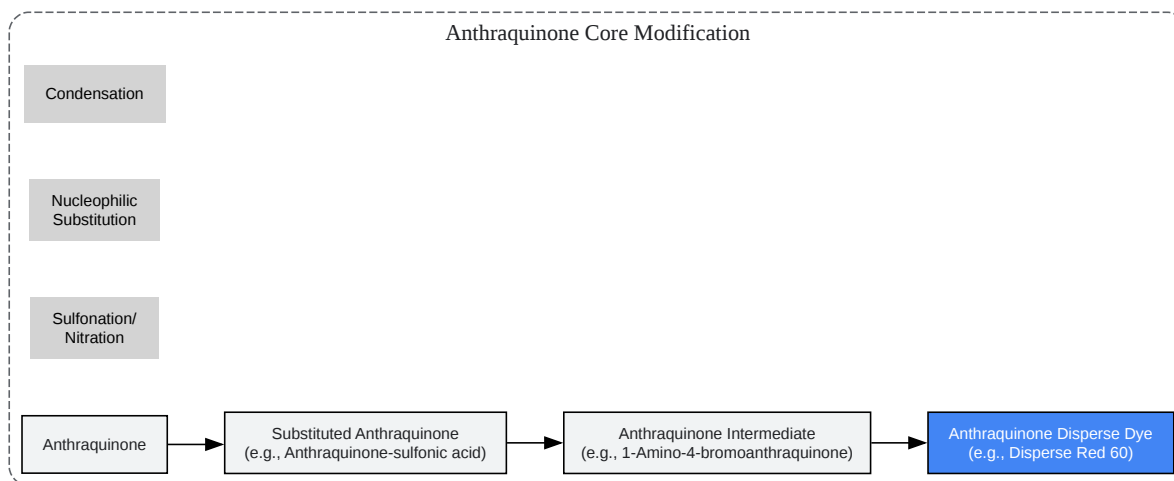 Anthraquinone Core Modification
Condensation
Nucleophilic
Substitution
Sulfonation/
Nitration
Anthraquinone
Substituted Anthraquinone
(e.g., Anthraquinone-sulfonic acid)
Anthraquinone Intermediate
(e.g., 1-Amino-4-bromoanthraquinone)
Anthraquinone Disperse Dye
(e.g., Disperse Red 60)